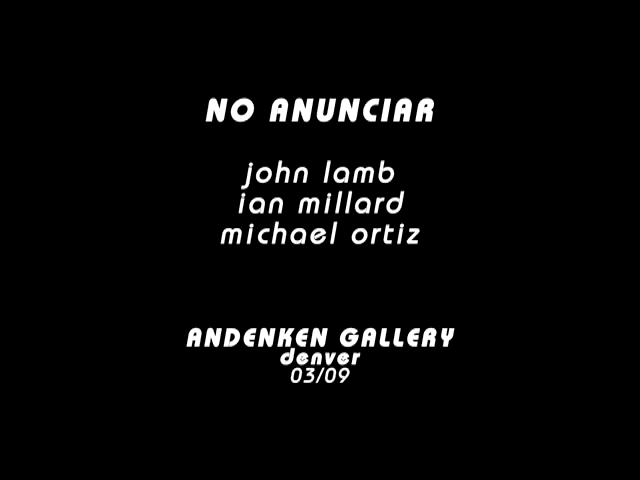 NO ANUNCIAR
john lamb
ian millard
michael ortiz
ANDENKEN GALLERY
denver
03/09